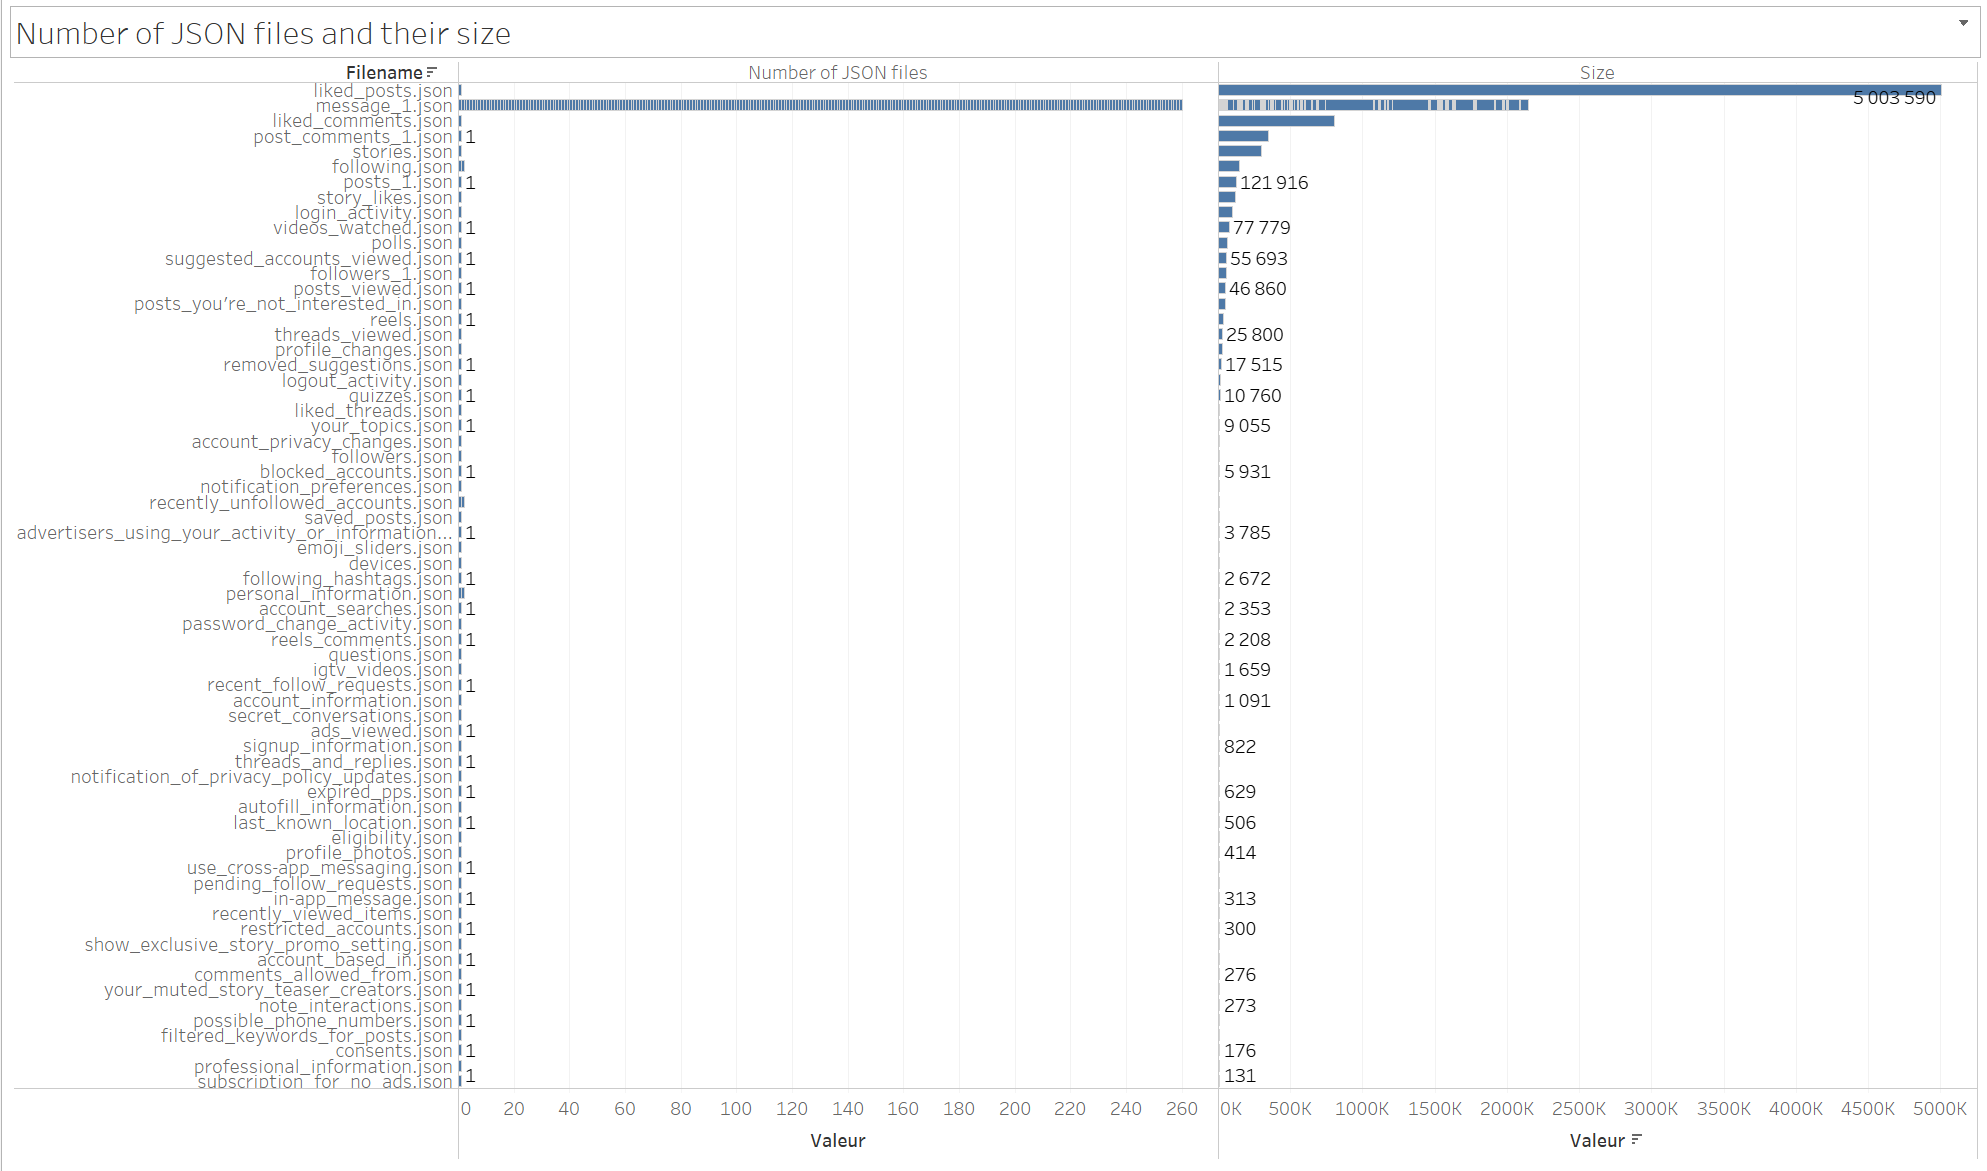 Number of JSON files and their size
Filename Number of JSON files Size
liked_posts.json 5 003 590
message_1.json
liked_comments.json
post_comments_1.json 1
stories.json
following.json
posts_1.json 1 121 916
story_likes.json
login_activity.json
videos_watched.json 1 77 779
polls.json
suggested_accounts_viewed.json 1 55 693
followers_1.json
posts_viewed.json 1 46 860
posts_you're_not_interested_in.json
reels.json 1
threads_viewed.json 25 800
profile_changes.json
removed_suggestions.json 1 17 515
logout_activity.json
quizzes.json 1 10 760
liked_threads.json
your_topics.json 1 9 055
account_privacy_changes.json
followers.json
blocked_accounts.json 1 5 931
notification_preferences.json
recently_unfollowed_accounts.json
saved_posts.json
advertisers_using_your_activity_or_information... 1 3 785
emoji_sliders.json
devices.json
following_hashtags.json 1 2 672
personal_information.json
account_searches.json 1 2 353
password_change_activity.json
reels_comments.json 1 2 208
questions.json
igtv_videos.json 1 659
recent_follow_requests.json 1
account_information.json 1 091
secret_conversations.json
ads_viewed.json 1
signup_information.json 822
threads_and_replies.json 1
notification_of_privacy_policy_updates.json
expired_pps.json 1 629
autofill_information.json
last_known_location.json 1 506
eligibility.json
profile_photos.json 414
use_cross-app_messaging.json 1
pending_follow_requests.json
in-app_message.json 1 313
recently_viewed_items.json
restricted_accounts.json 1 300
show_exclusive_story_promo_setting.json
account_based_in.json 1
comments_allowed_from.json 276
your_muted_story_teaser_creators.json 1
note_interactions.json 273
possible_phone_numbers.json 1
filtered_keywords_for_posts.json
consents.json 1 176
professional_information.json
subscription_for_no_ads.json 1 131
0 20 40 60 80 100 120 140 160 180 200 220 240 260 0K 500K 1000K 1500K 2000K 2500K 3000K 3500K 4000K 4500K 5000K
Valeur Valeur